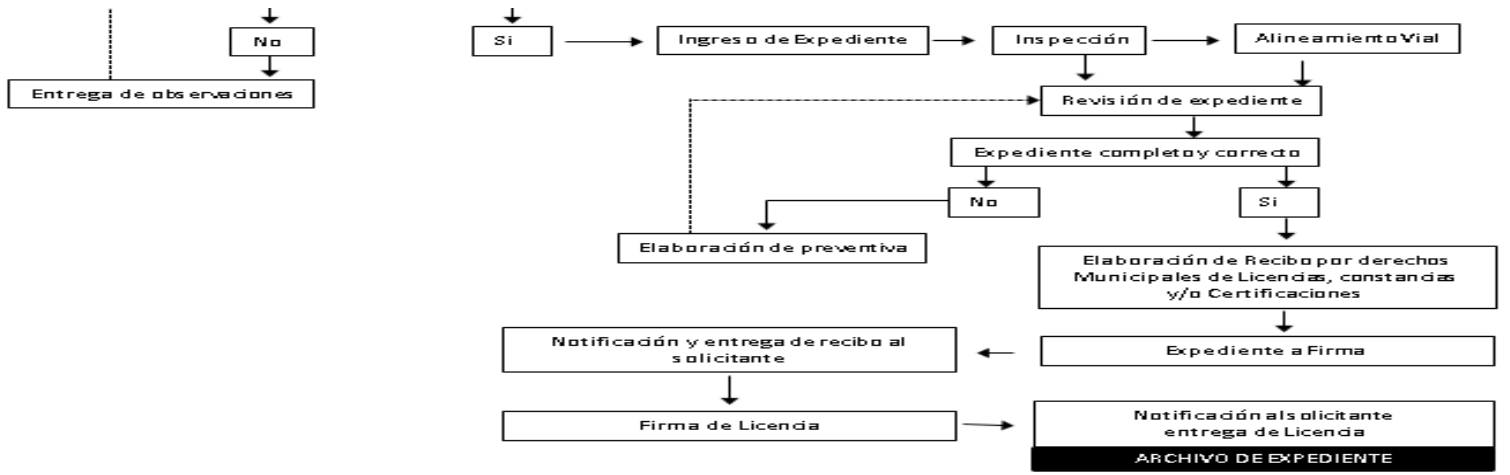 No
Si
Ingreso de Expediente
Inspección
Alineamiento Vial
Entrega de observaciones
Revisión de expediente
Expediente completo y correcto
No
Si
Elaboración de preventiva
Elaboración de Recibo por derechos
Municipales de Licencias, constancias
y/o Certificaciones
Notificación y entrega de recibo al
solicitante
Expediente a Firma
Firma de Licencia
Notificación al solicitante
entrega de Licencia
ARCHIVO DE EXPEDIENTE